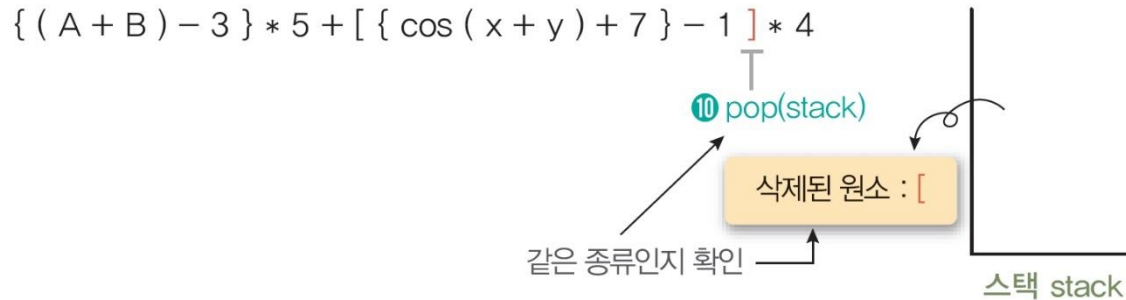 { ( A + B ) − 3 } * 5 + [ { cos ( x + y ) + 7 } − 1 ] * 4
❿ pop(stack)
삭제된 원소 : [
같은 종류인지 확인
스택 stack